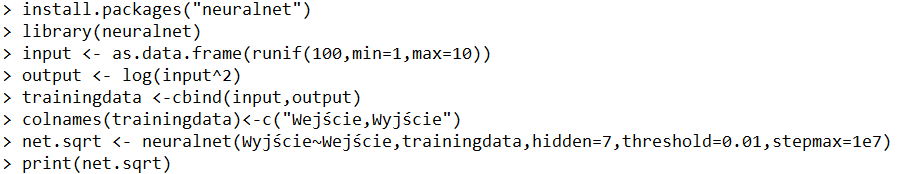 > install.packages("neuralnet")
> library(neuralnet)
> input <- as.data.frame(runif(100,min=1,max=10))
> output <- log(input^2)
> trainingdata <-cbind(input,output)
> colnames(trainingdata)<-c("Wejście,Wyjście")
> net.sqrt <- neuralnet(Wyjście~Wejście,trainingdata,hidden=7,threshold=0.01,stepmax=1e7)
> print(net.sqrt)